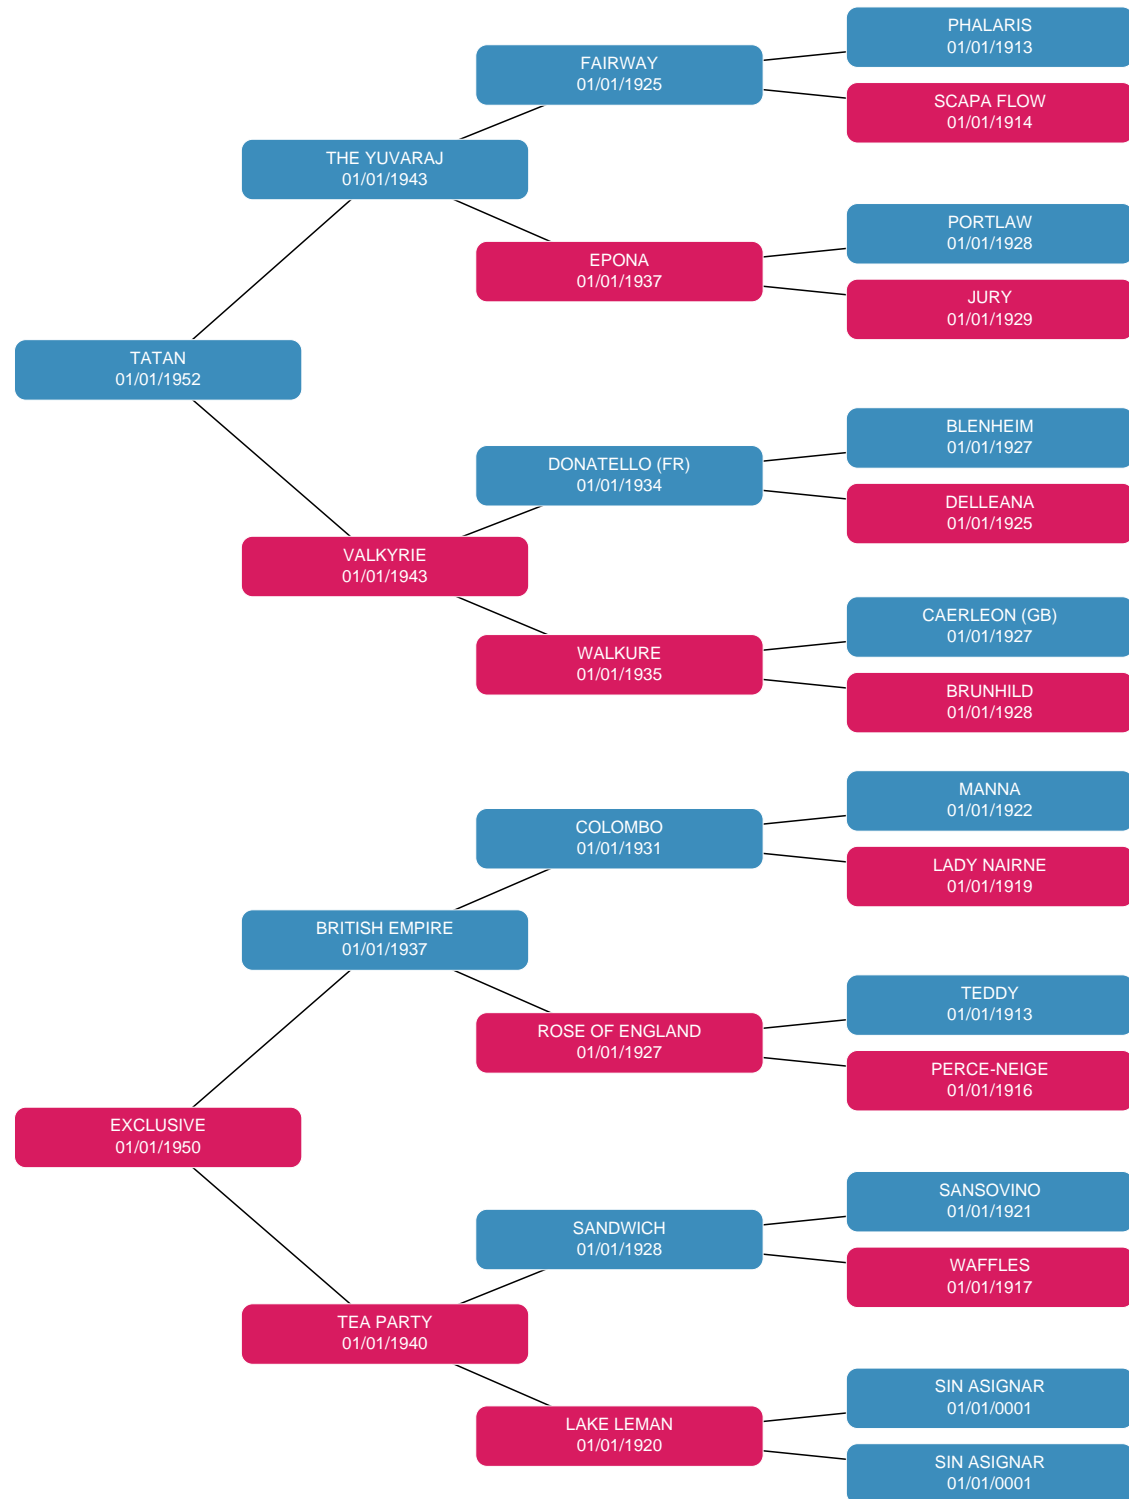 PHALARIS
01/01/1913
FAIRWAY
01/01/1925
SCAPA FLOW
01/01/1914
THE YUVARAJ
01/01/1943
PORTLAW
01/01/1928
EPONA
01/01/1937
JURY
01/01/1929
TATAN
01/01/1952
BLENHEIM
01/01/1927
DONATELLO (FR)
01/01/1934
DELLEANA
01/01/1925
VALKYRIE
01/01/1943
CAERLEON (GB)
01/01/1927
WALKURE
01/01/1935
BRUNHILD
01/01/1928
MANNA
01/01/1922
COLOMBO
01/01/1931
LADY NAIRNE
01/01/1919
BRITISH EMPIRE
01/01/1937
TEDDY
01/01/1913
ROSE OF ENGLAND
01/01/1927
PERCE-NEIGE
01/01/1916
EXCLUSIVE
01/01/1950
SANSOVINO
01/01/1921
SANDWICH
01/01/1928
WAFFLES
01/01/1917
TEA PARTY
01/01/1940
SIN ASIGNAR
01/01/0001
LAKE LEMAN
01/01/1920
SIN ASIGNAR
01/01/0001